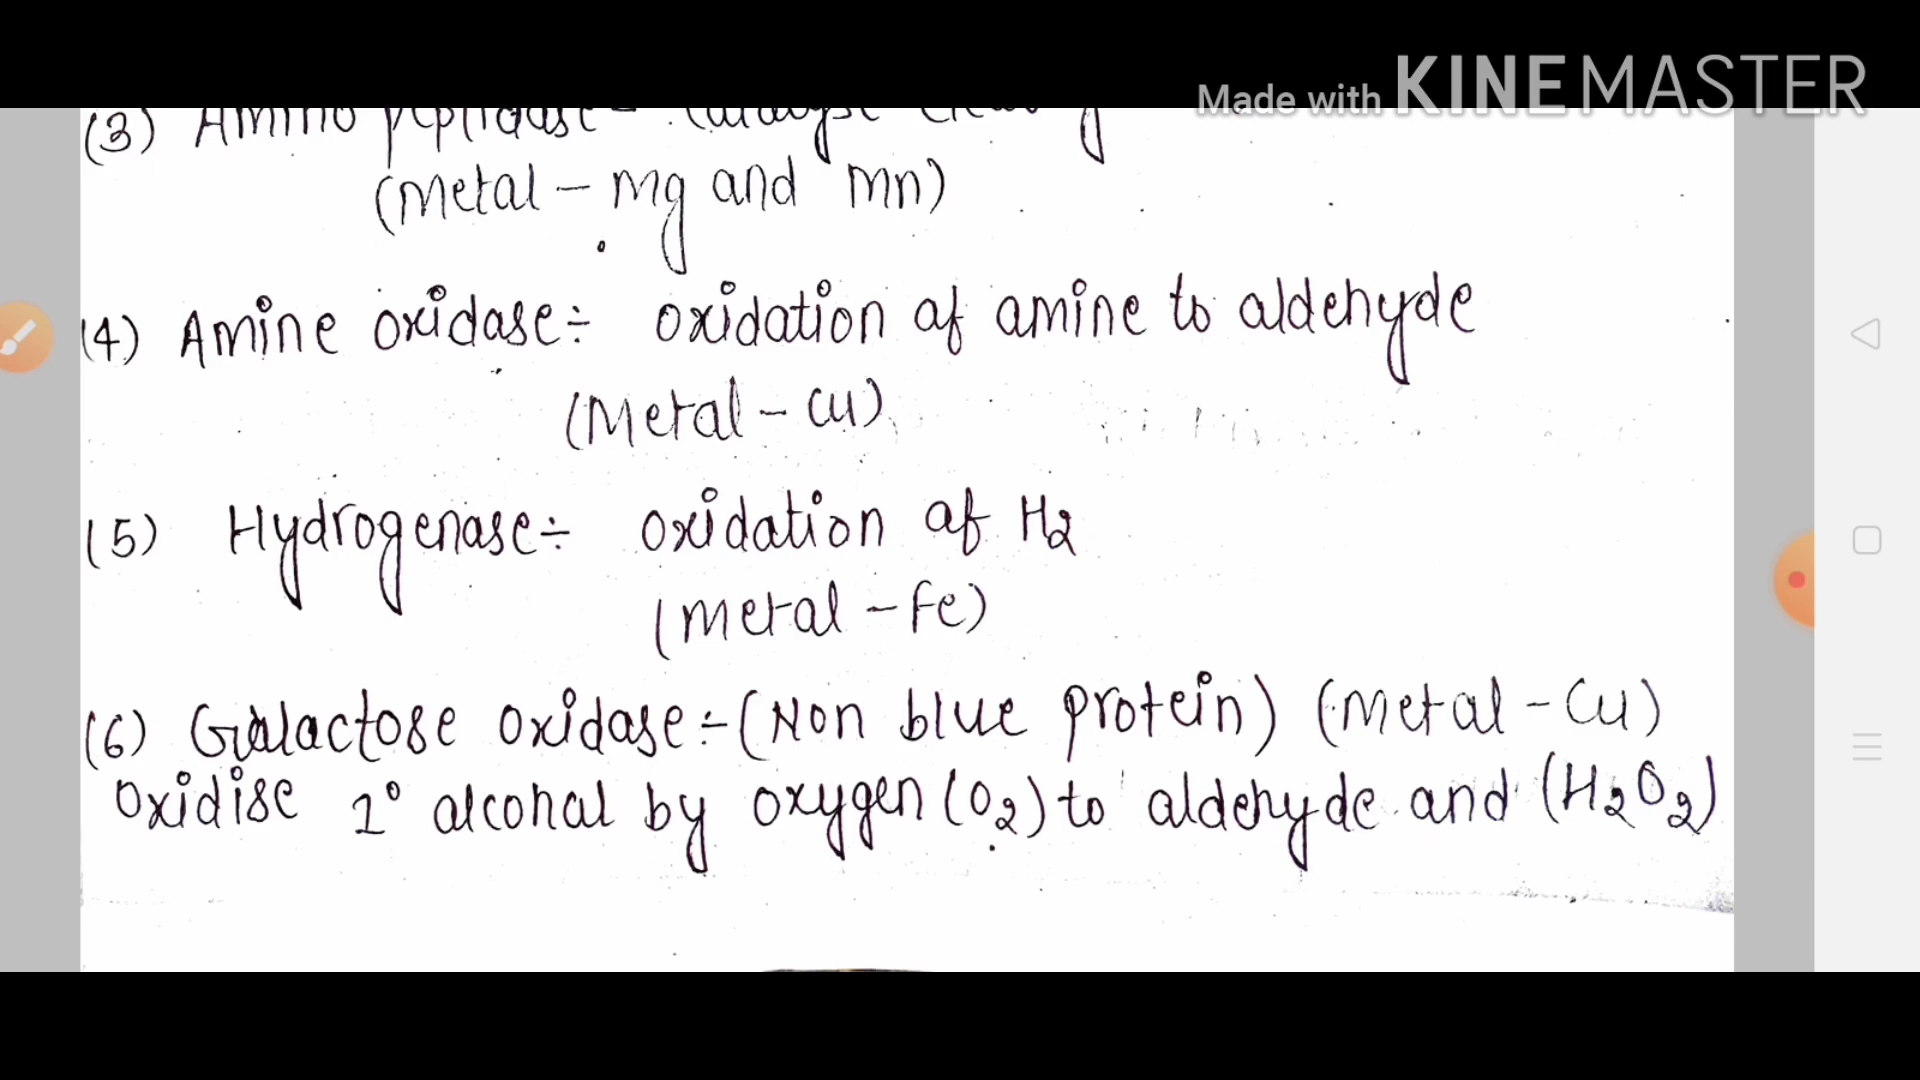 Made with KINEMASTER
(3) Amino peptidase - catalyse
(Metal - Mg and Mn)
(4) Amine oxidase ÷ oxidation of amine to aldehyde
(Metal - Cu)
(5) Hydrogenase ÷ oxidation of H2
(Metal - Fe)
(6) Galactose oxidase ÷ (Non blue protein) (Metal - Cu)
Oxidise 1° alcohal by oxygen (O2) to aldehyde and (H2O2)